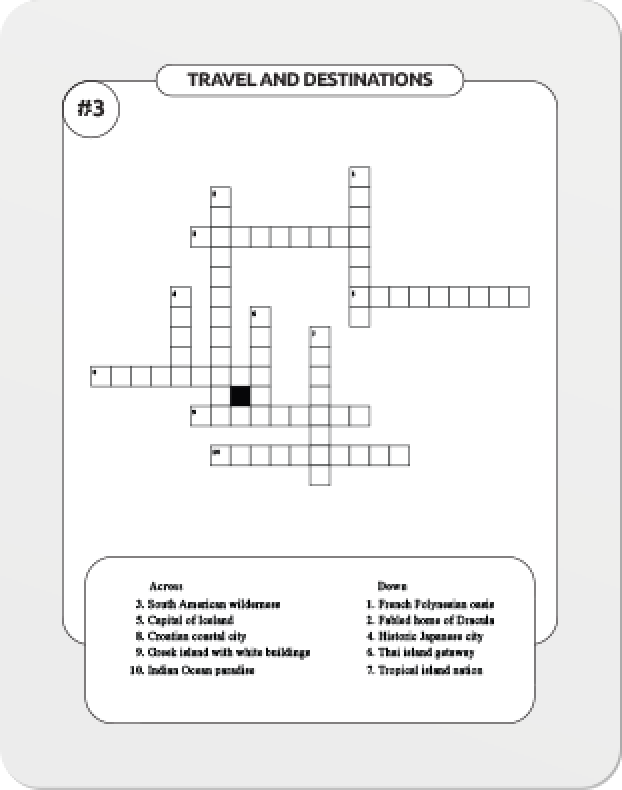 TRAVEL AND DESTINATIONS
#3
1
2
3
4
5
6
7
8
9
10
Across
3. South American wilderness
5. Capital of Iceland
8. Croatian coastal city
9. Greek island with white buildings
10. Indian Ocean paradise
Down
1. French Polynesian oasis
2. Fabled home of Dracula
4. Historic Japanese city
6. Thai island getaway
7. Tropical island nation